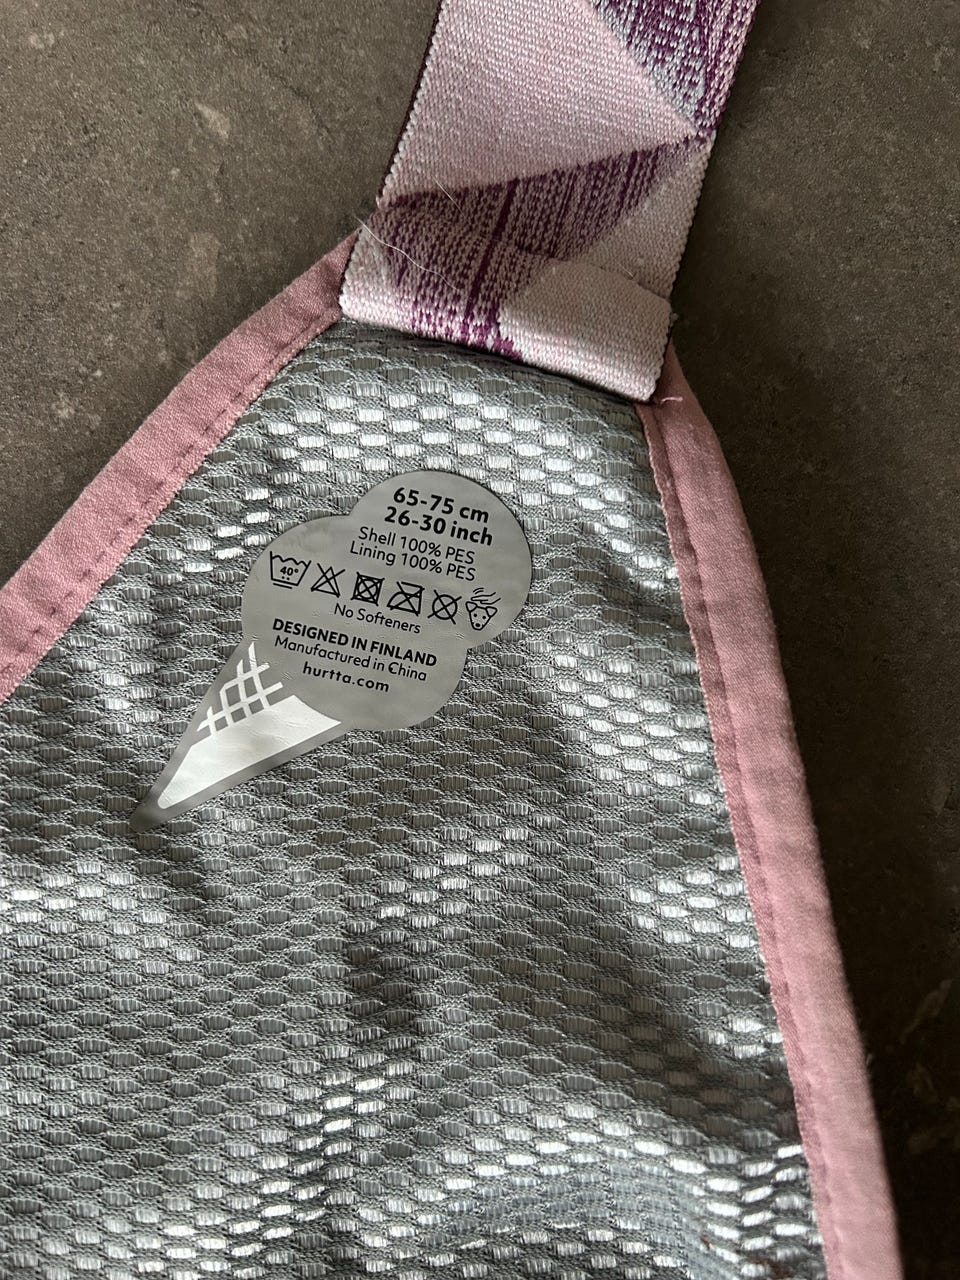 65-75 cm
26-30 inch
Shell 100% PES
Lining 100% PES
40°
No Softeners
DESIGNED IN FINLAND
Manufactured in China
hurtta.com